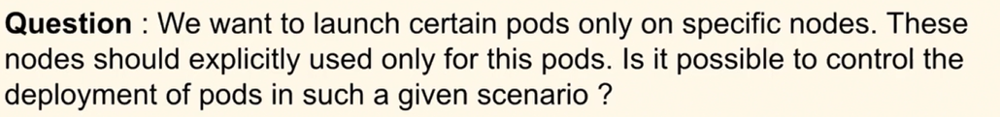 Question : We want to launch certain pods only on specific nodes. These
nodes should explicitly used only for this pods. Is it possible to control the
deployment of pods in such a given scenario ?